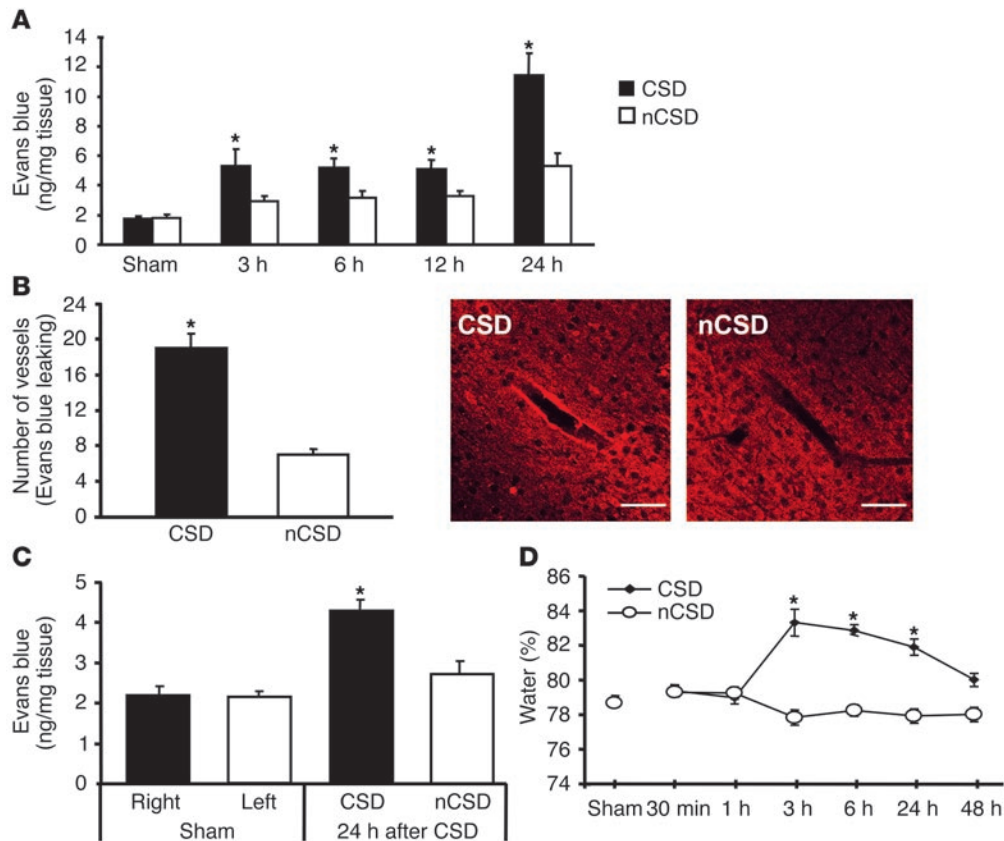 A
14
12
10
8
6
4
2
0
Evans blue
(ng/mg tissue)
*
*
*
*
CSD
nCSD
Sham 3 h 6 h 12 h 24 h
B
24
20
16
12
8
4
0
Number of vessels
(Evans blue leaking)
*
CSD nCSD
CSD
nCSD
C
5
4
3
2
1
0
Evans blue
(ng/mg tissue)
*
Right Left CSD nCSD
Sham 24 h after CSD
D
86
84
82
80
78
76
74
Water (%)
CSD
nCSD
*
*
*
Sham 30 min 1 h 3 h 6 h 24 h 48 h